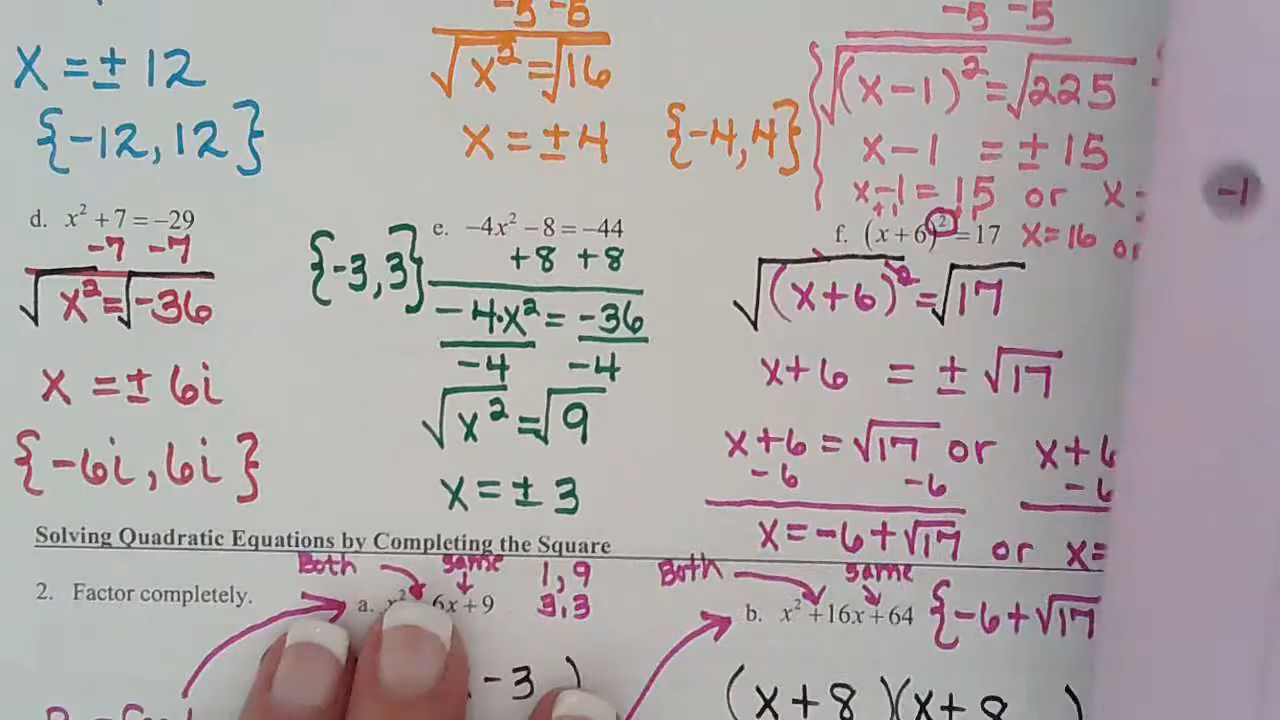 x = ± 12
{-12, 12}
-5 -5
√x² = √16
x = ± 4
{-4, 4}
-5 -5
√(x-1)² = √225
x-1 = ± 15
x-1 = 15 or x
+1
x=16 or
-1
d. x² + 7 = −29
-7 -7
√x² = √-36
x = ± 6i
{-6i, 6i}
e. −4x² − 8 = −44
+8 +8
{-3, 3}
-4·x² = -36
-4 -4
√x² = √9
x = ± 3
f. (x + 6)² = 17
√(x+6)² = √17
x+6 = ± √17
x+6 = √17 or x+6
-6 -6 -6
x = -6 + √17 or x =
Solving Quadratic Equations by Completing the Square
Both same 1, 9
2. Factor completely. a. x² 6x + 9 3, 3
-3 )
Both same
b. x² + 16x + 64 {-6 + √17
(x + 8)(x + 8 )